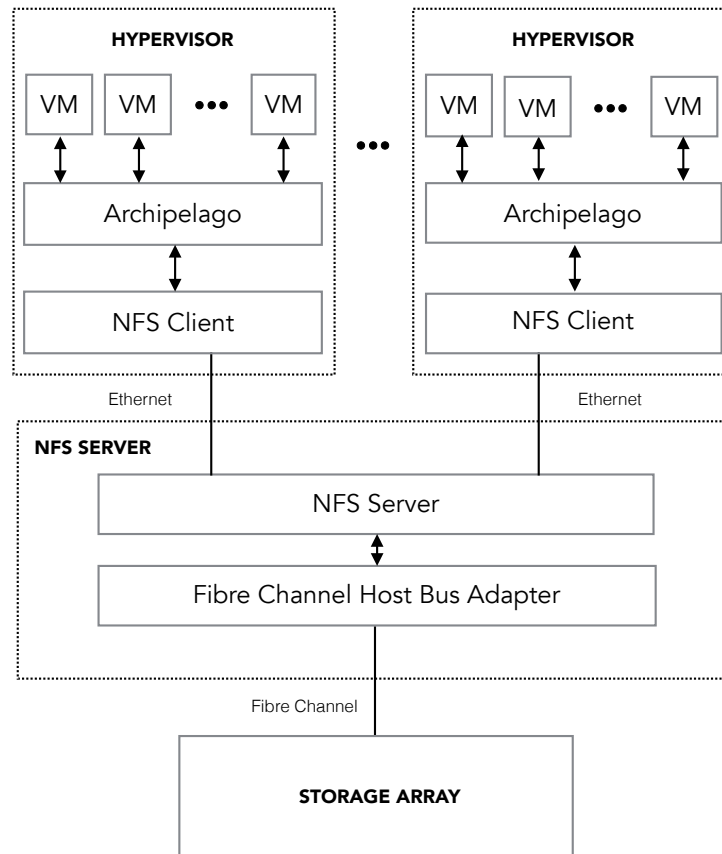 HYPERVISOR
HYPERVISOR
VM VM ••• VM
VM VM ••• VM
•••
Archipelago
Archipelago
NFS Client
NFS Client
Ethernet
Ethernet
NFS SERVER
NFS Server
Fibre Channel Host Bus Adapter
Fibre Channel
STORAGE ARRAY